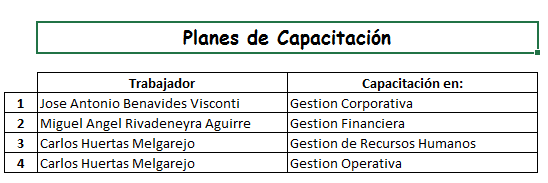 Planes de Capacitación
Trabajador Capacitación en:
1 Jose Antonio Benavides Visconti Gestion Corporativa
2 Miguel Angel Rivadeneyra Aguirre Gestion Financiera
3 Carlos Huertas Melgarejo Gestion de Recursos Humanos
4 Carlos Huertas Melgarejo Gestion Operativa